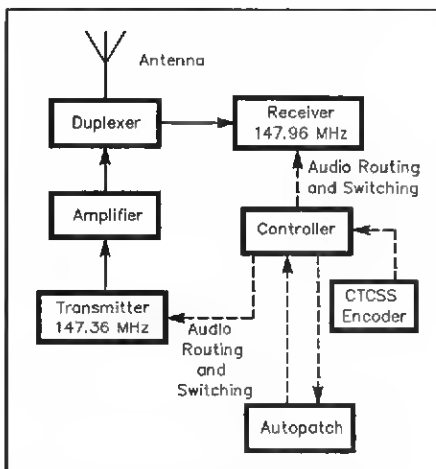 Antenna
Duplexer
Receiver
147.96 MHz
Audio Routing
and Switching
Amplifier
Controller
Transmitter
147.36 MHz
Audio
Routing
and
Switching
CTCSS
Encoder
Autopatch